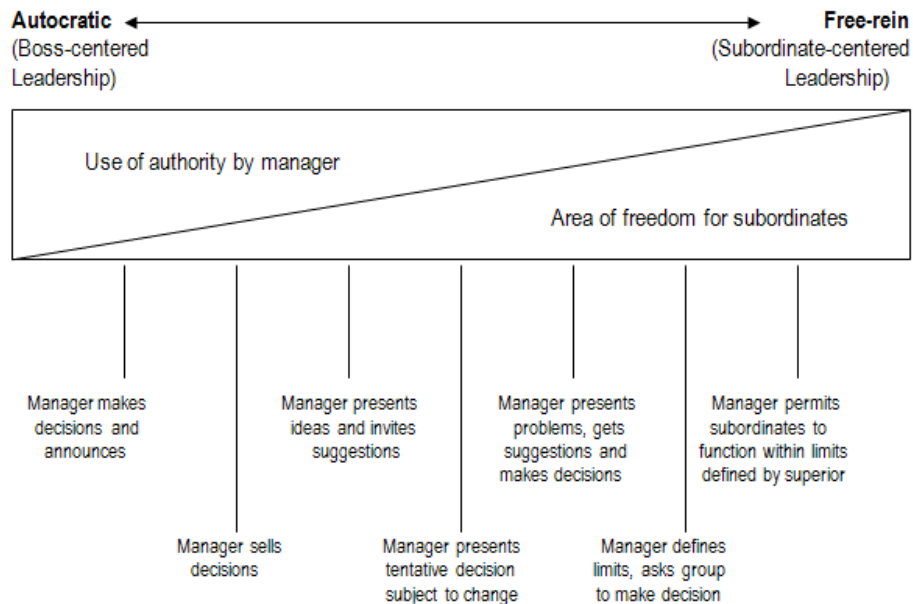 Autocratic
(Boss-centered
Leadership)
Free-rein
(Subordinate-centered
Leadership)
Use of authority by manager
Area of freedom for subordinates
Manager makes
decisions and
announces
Manager sells
decisions
Manager presents
ideas and invites
suggestions
Manager presents
tentative decision
subject to change
Manager presents
problems, gets
suggestions and
makes decisions
Manager defines
limits, asks group
to make decision
Manager permits
subordinates to
function within limits
defined by superior